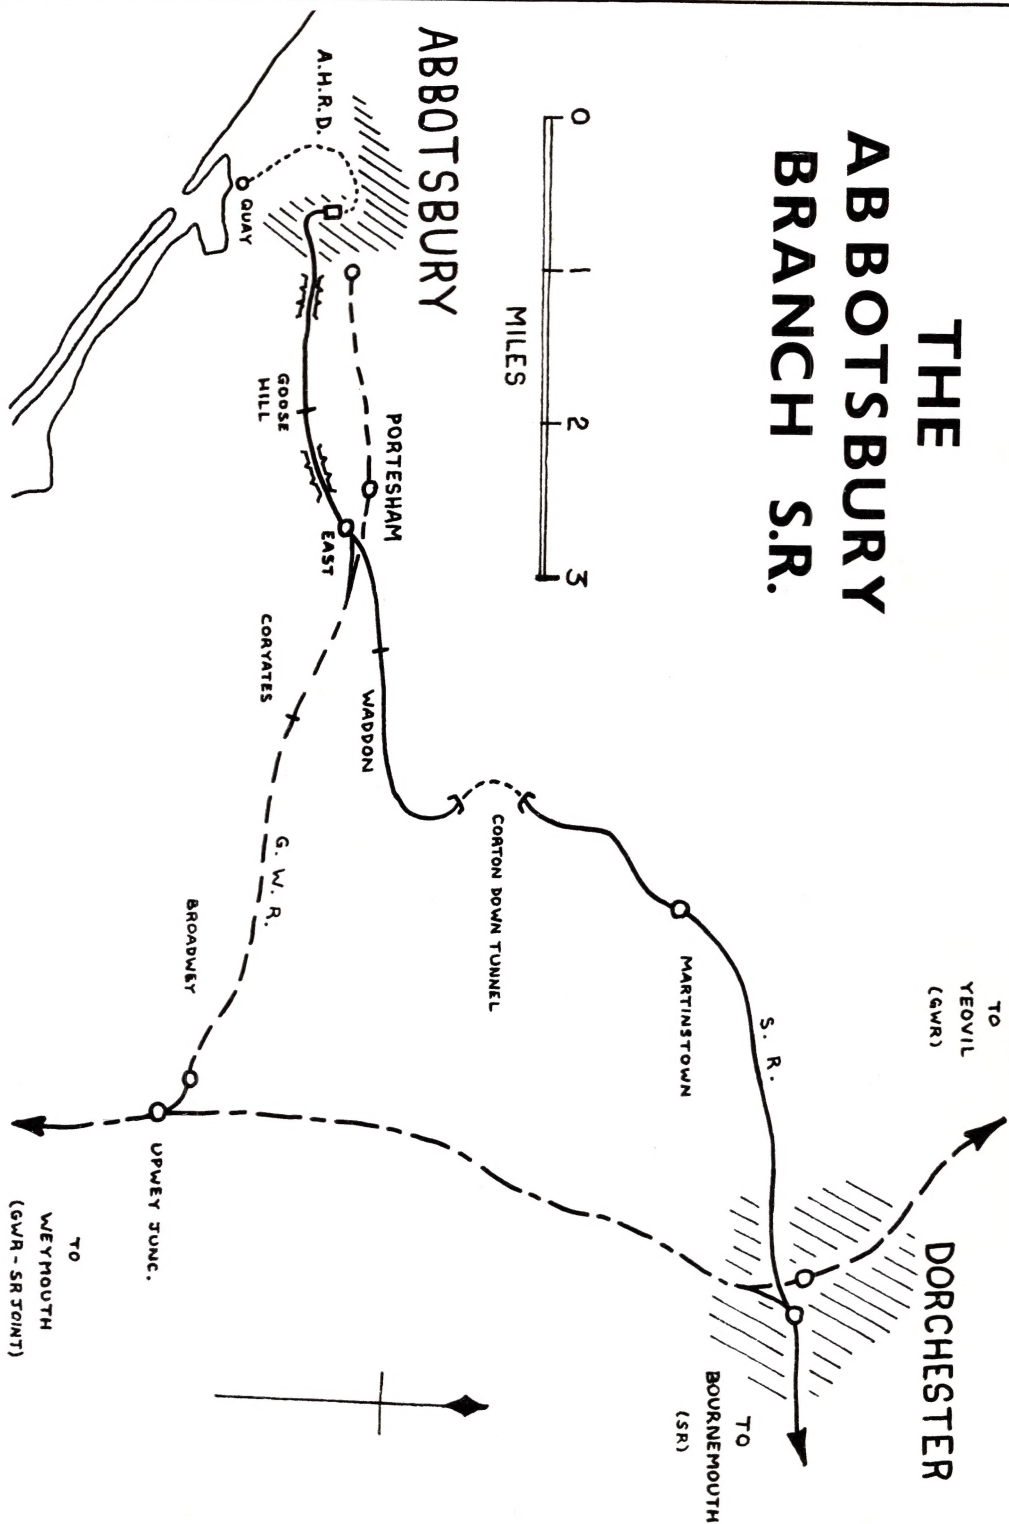 THE
ABBOTSBURY
BRANCH S.R.
0 1 2 3
MILES
TO
YEOVIL
(GWR)
DORCHESTER
S. R.
MARTINSTOWN
TO
BOURNEMOUTH
(SR)
CORTON DOWN TUNNEL
ABBOTSBURY
A.H.R.D.
QUAY
PORTESHAM
EAST
GOOSE
HILL
WADDON
CORYATES
G. W. R.
BROADWEY
UPWEY JUNC.
TO
WEYMOUTH
(GWR-SR JOINT)